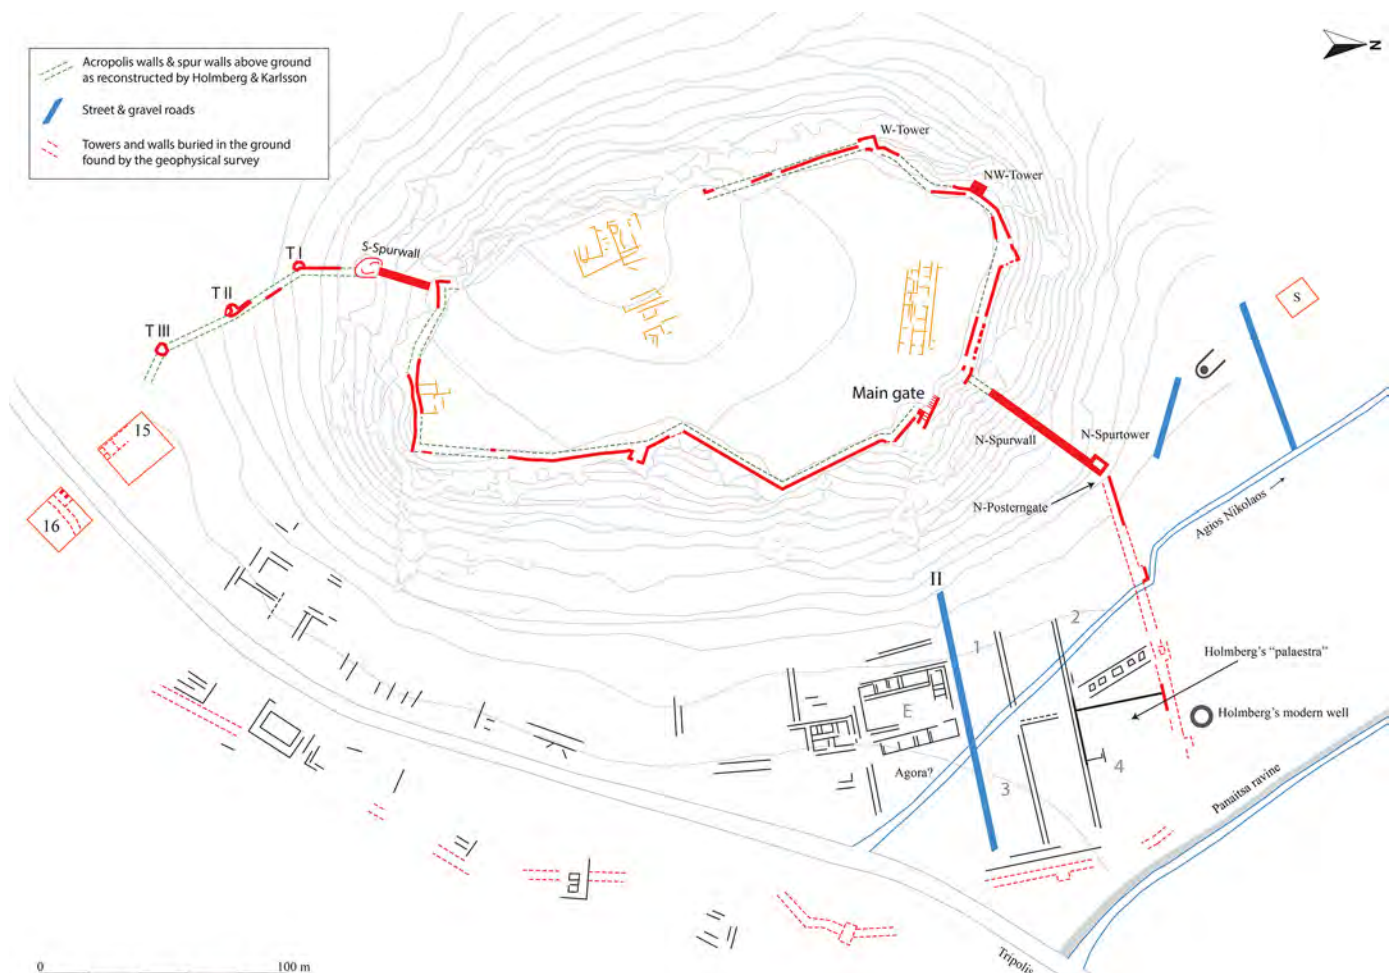 N
Acropolis walls & spur walls above ground
as reconstructed by Holmberg & Karlsson
Street & gravel roads
Towers and walls buried in the ground
found by the geophysical survey
W-Tower
NW-Tower
T I
S-Spurwall
T II
T III
S
Main gate
N-Spurwall
N-Spurtower
15
16
N-Posterngate
Agios Nikolaos
II
2
1
Holmberg's “palaestra”
E
Holmberg's modern well
Agora?
4
3
Panaitsa ravine
Tripolis
0
100 m